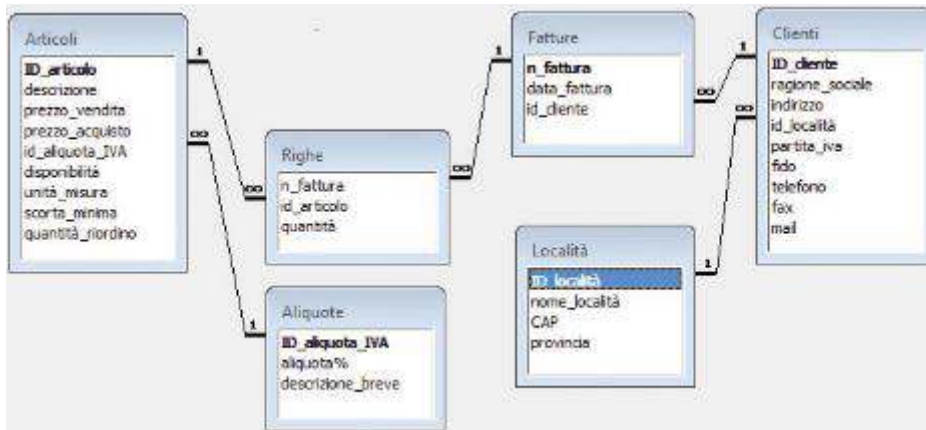 Articoli
ID_articolo
descrizione
prezzo_vendita
prezzo_acquisto
id_aliquota_IVA
disponibilità
unità_misura
scorta_minima
quantità_riordino
1
∞
Righe
n_fattura
id_articolo
quantità
∞
∞
Aliquote
ID_aliquota_IVA
aliquota%
descrizione_breve
1
Fatture
n_fattura
data_fattura
id_cliente
1
∞
Località
ID_località
nome_località
CAP
provincia
1
Clienti
ID_cliente
ragione_sociale
indirizzo
id_località
partita_iva
fido
telefono
fax
mail
1
∞